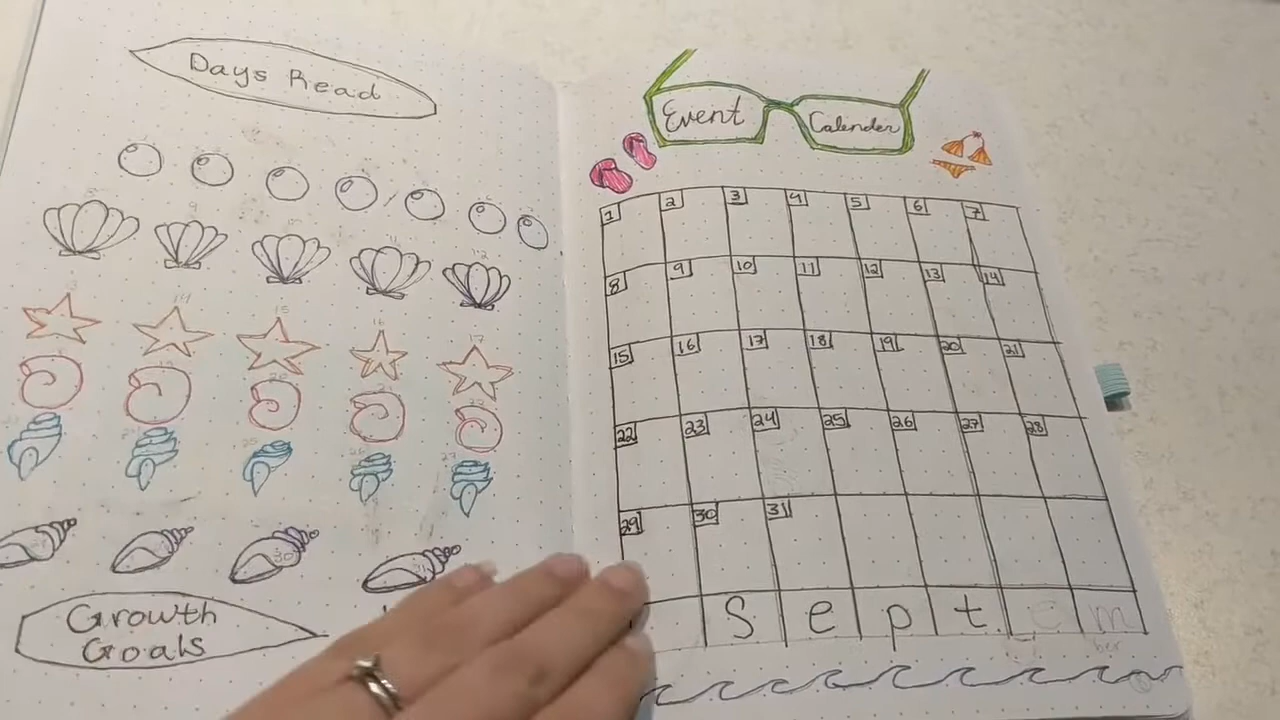 Days Read
Growth
Goals
Event Calender
1 2 3 4 5 6 7
8 9 10 11 12 13 14
15 16 17 18 19 20 21
22 23 24 25 26 27 28
29 30 31
S e p t e m
ber